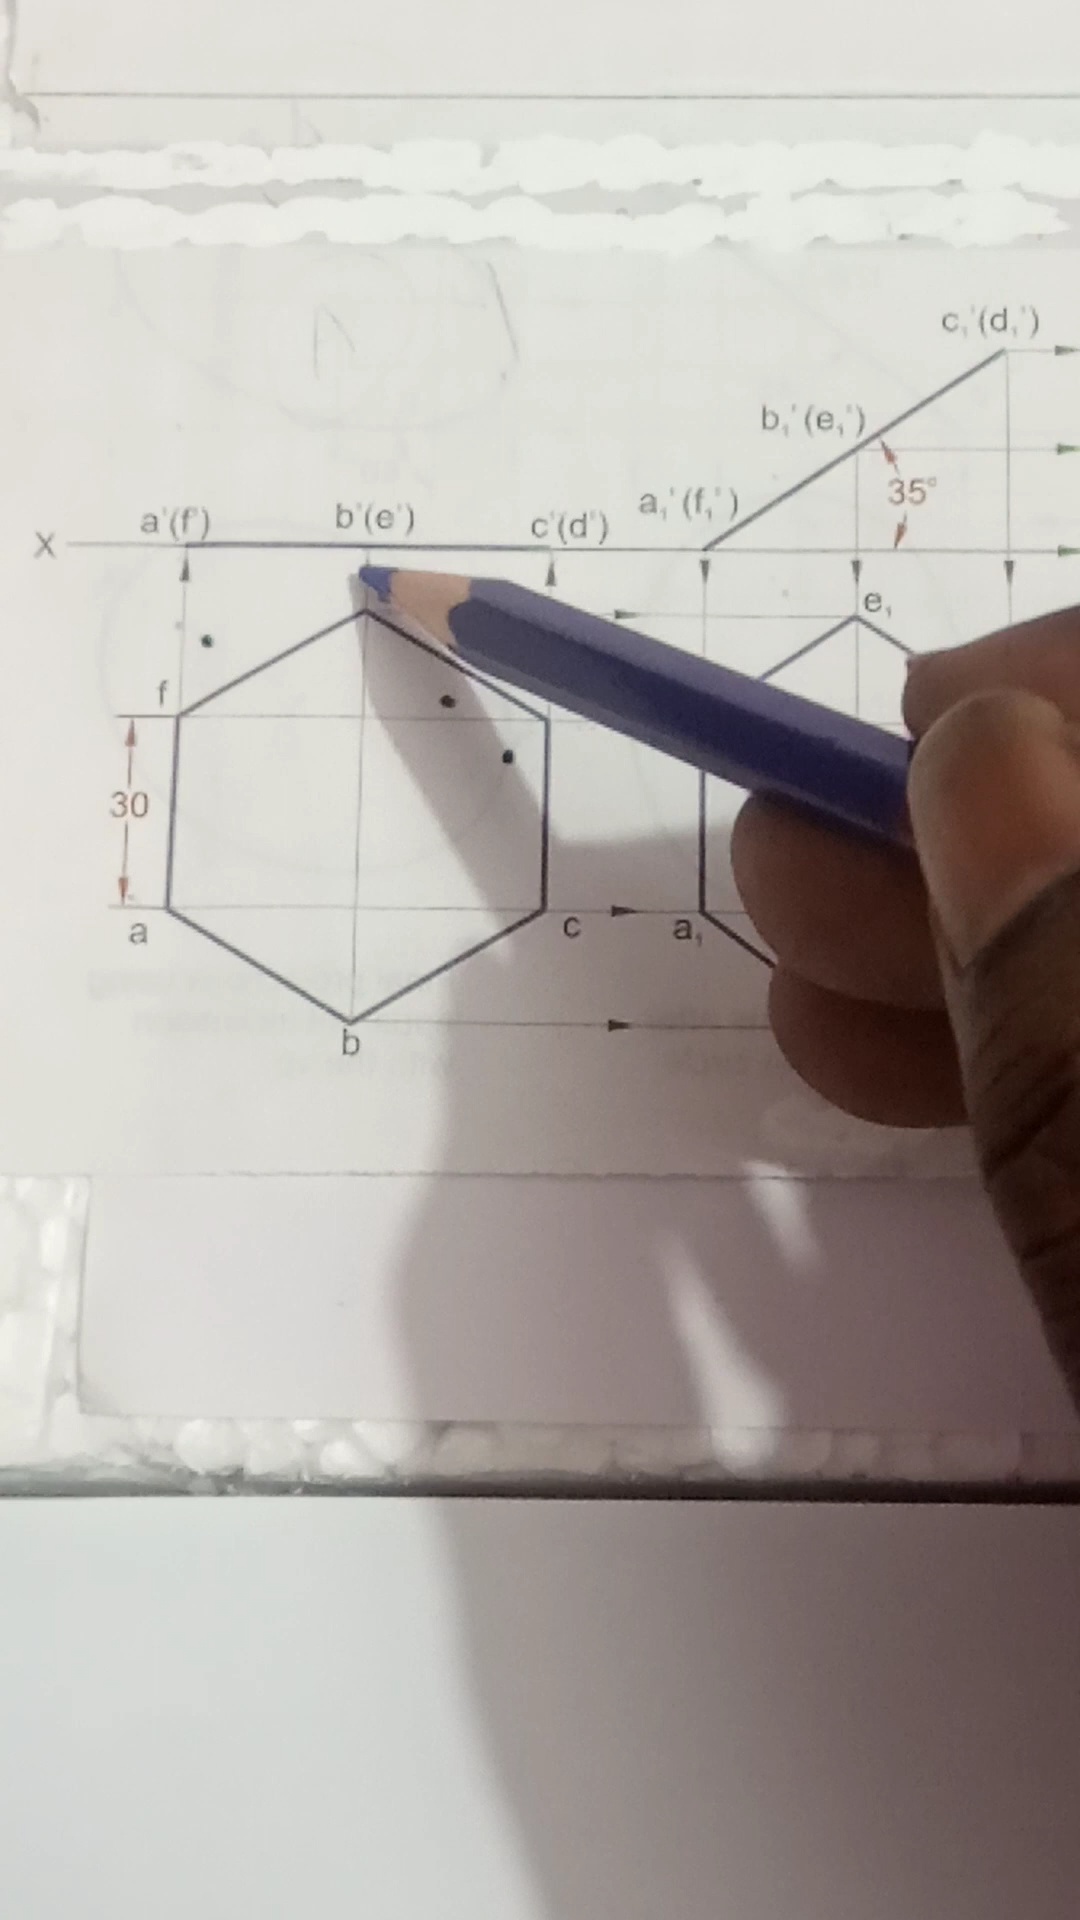 c₁'(d₁')
b₁'(e₁')
35°
a'(f')
b'(e')
c'(d')
a₁'(f₁')
X
e₁
f
30
a
c
a₁
b